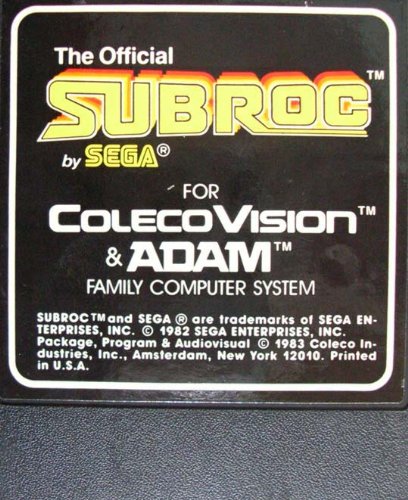 The Official
SUBROC™
by SEGA®
FOR
COLECOVISION™
& ADAM™
FAMILY COMPUTER SYSTEM
SUBROC™ and SEGA ® are trademarks of SEGA EN-
TERPRISES, INC. © 1982 SEGA ENTERPRISES, INC.
Package, Program & Audiovisual © 1983 Coleco In-
dustries, Inc., Amsterdam, New York 12010. Printed
in U.S.A.